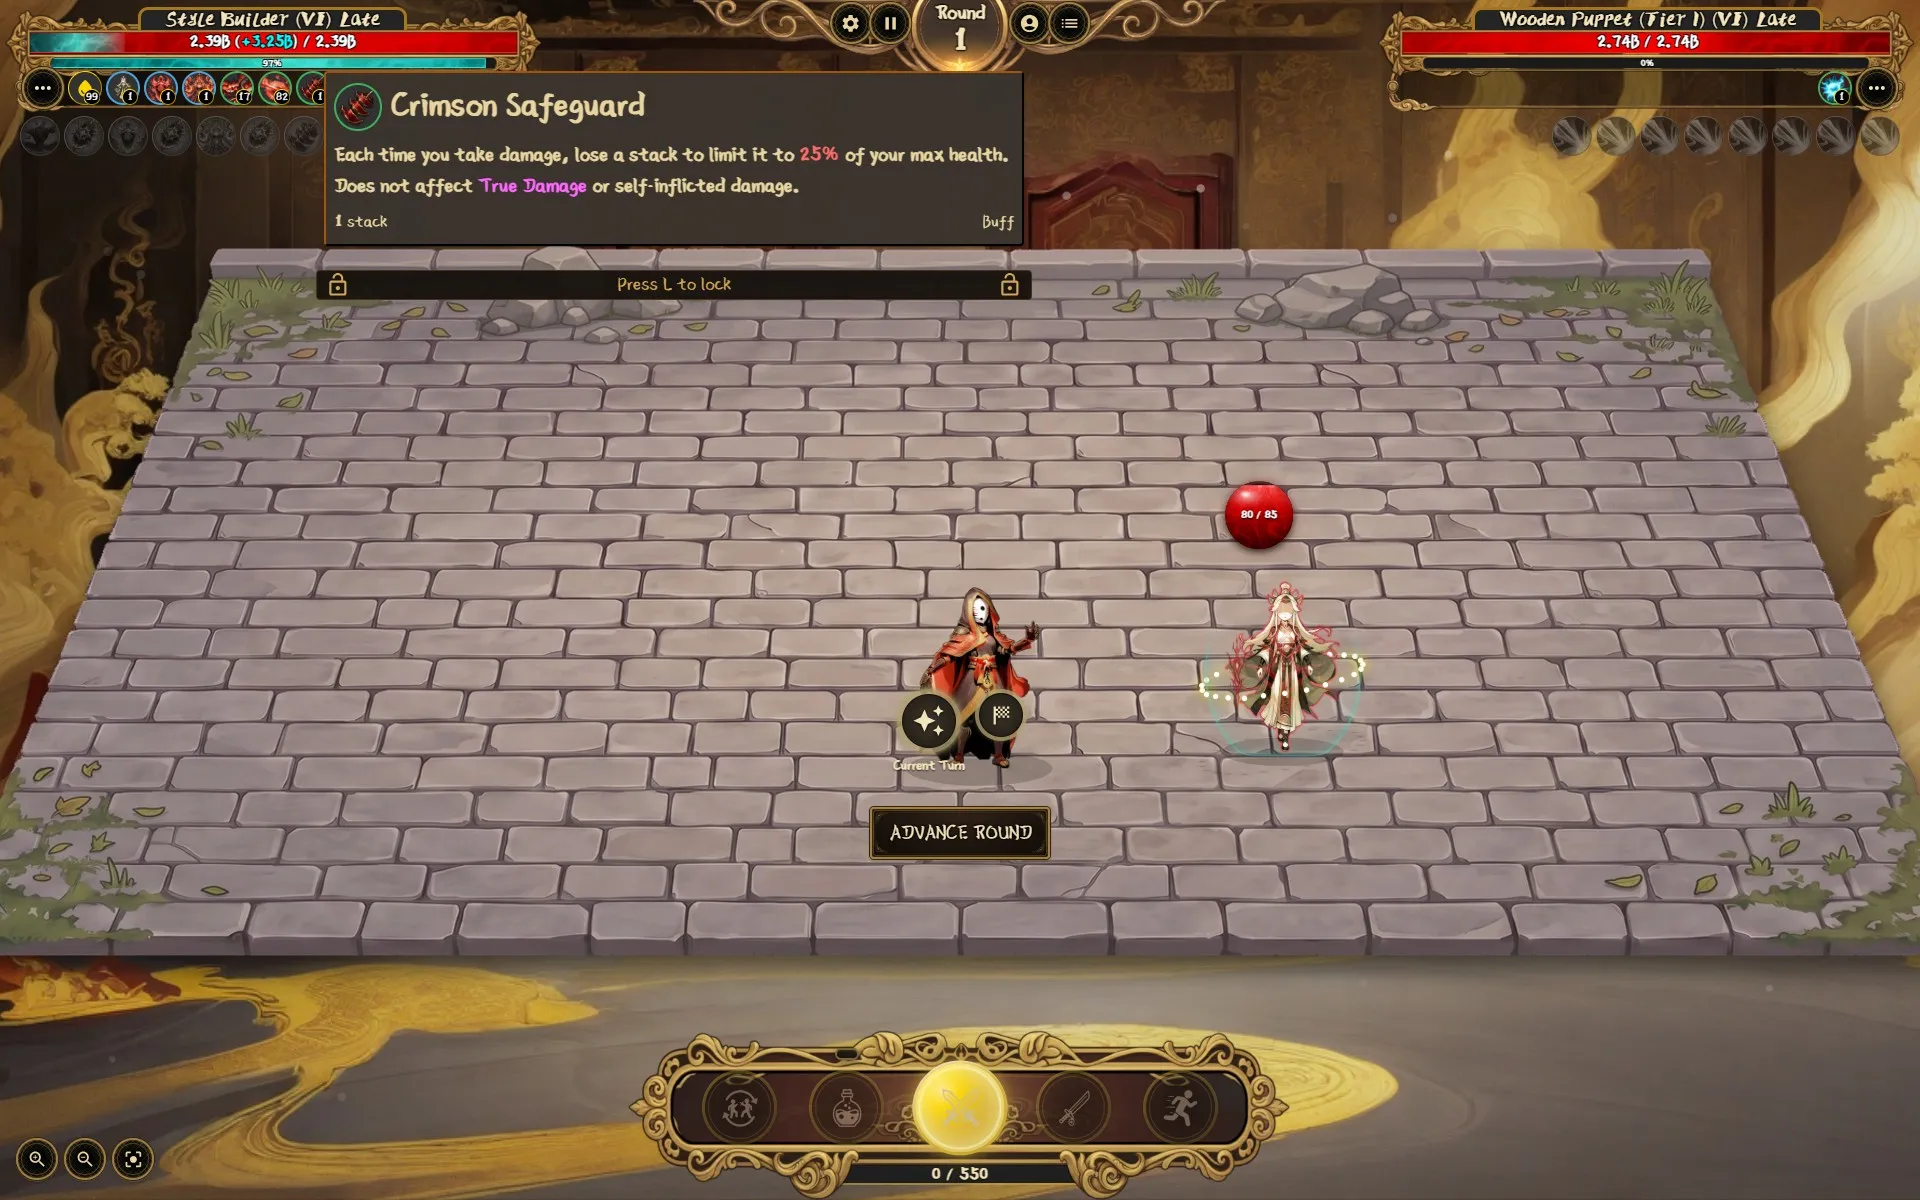 Style Builder (VI) Late
2.39B (+3.25B) / 2.39B
97%
99
1
1
1
17
82
1
Round
1
Wooden Puppet (Tier 1) (VI) Late
2.74B / 2.74B
0%
1
Crimson Safeguard
Each time you take damage, lose a stack to limit it to 25% of your max health.
Does not affect True Damage or self-inflicted damage.
1 stack
Buff
Press L to lock
80 / 85
Current Turn
ADVANCE ROUND
0 / 550